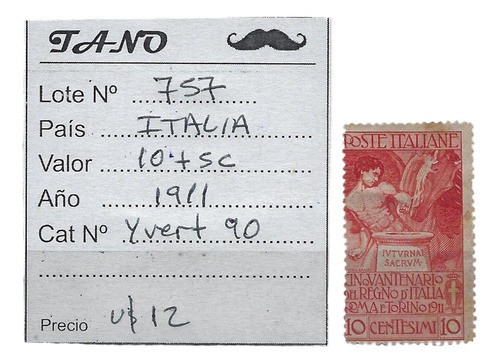 TANO
Lote Nº 757
País ITALIA
Valor 10+5c
Año 1911
Cat Nº Yvert 90
Precio u$ 12
POSTE ITALIANE
IVTVRNAI
SACRVM
CINQVANTENARIO
DEL REGNO D'ITALIA
ROMA E TORINO 1911
10 CENTESIMI 10